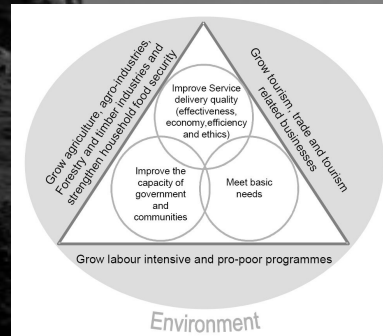 Grow agriculture, agro-industries,
Forestry and timber industries and
strengthen household food security
Grow tourism, trade and tourism
related businesses
Improve Service
delivery quality
(effectiveness,
economy,efficiency
and ethics)
Improve the
capacity of
government
and
communities
Meet basic
needs
Grow labour intensive and pro-poor programmes
Environment